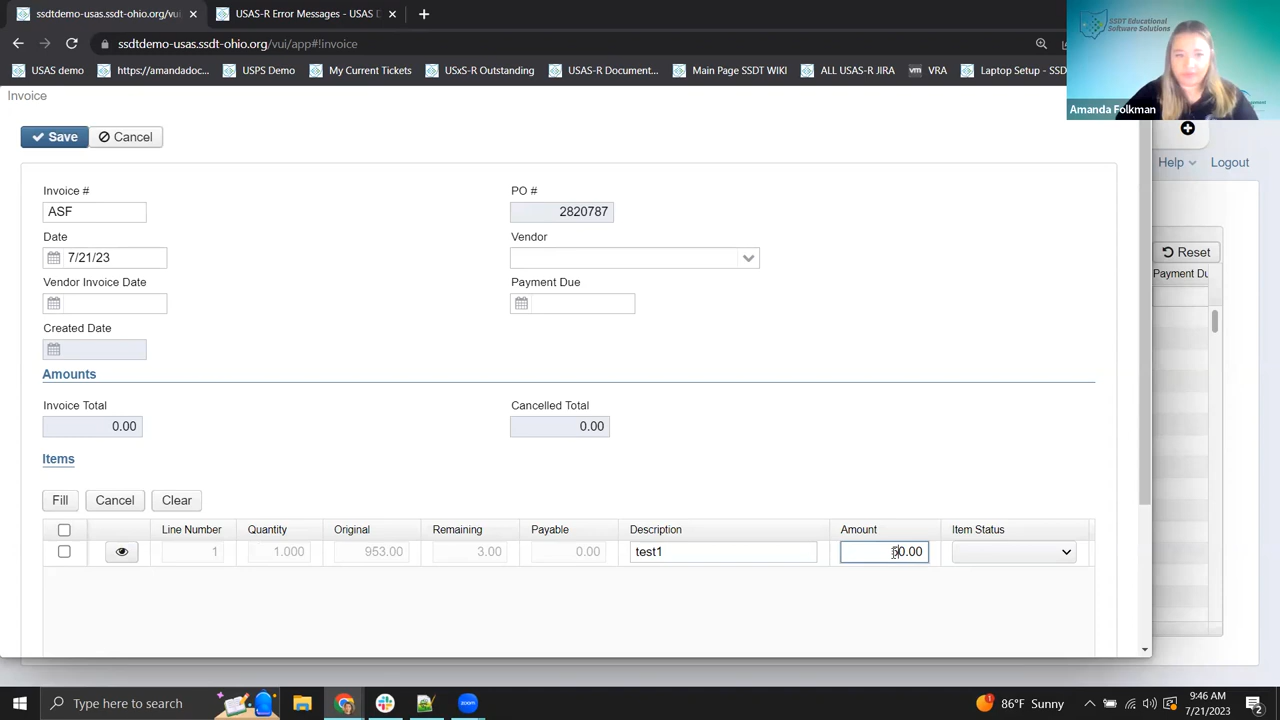 ssdtdemo-usas.ssdt-ohio.org/vui
USAS-R Error Messages - USAS D
ssdtdemo-usas.ssdt-ohio.org/vui/app#!invoice
USAS demo
https://amandadoc...
USPS Demo
My Current Tickets
USxS-R Outstanding
USAS-R Document...
Main Page SSDT WIKI
ALL USAS-R JIRA
vm VRA
Laptop Setup - SSD
SSDT Educational
Software Solutions
Amanda Folkman
Invoice
Save Cancel
Help Logout
Invoice # PO #
ASF 2820787
Date Vendor
7/21/23
Reset
Vendor Invoice Date Payment Due
Payment Du
Created Date
Amounts
Invoice Total Cancelled Total
0.00 0.00
Items
Fill Cancel Clear
Line Number Quantity Original Remaining Payable Description Amount Item Status
1 1.000 953.00 3.00 0.00 test1
86°F Sunny
Type here to search
9:46 AM
7/21/2023
1
2